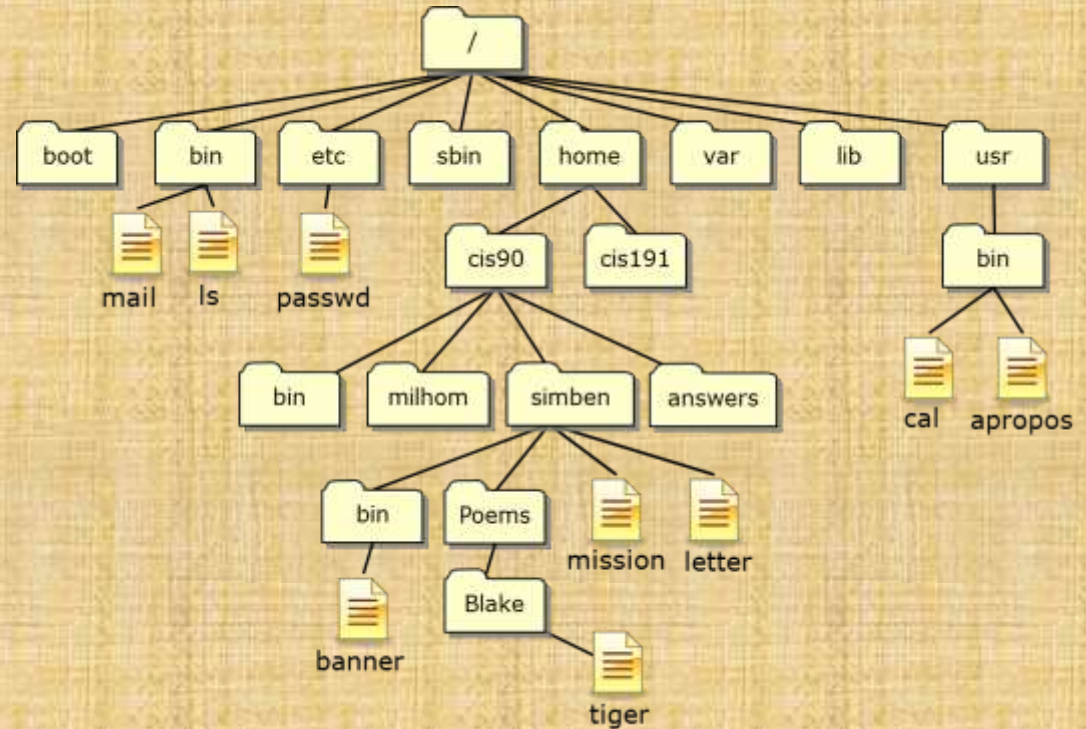 /
boot bin etc sbin home var lib usr
mail ls passwd cis90 cis191 bin
bin milhom simben answers cal apropos
bin Poems mission letter
banner Blake tiger